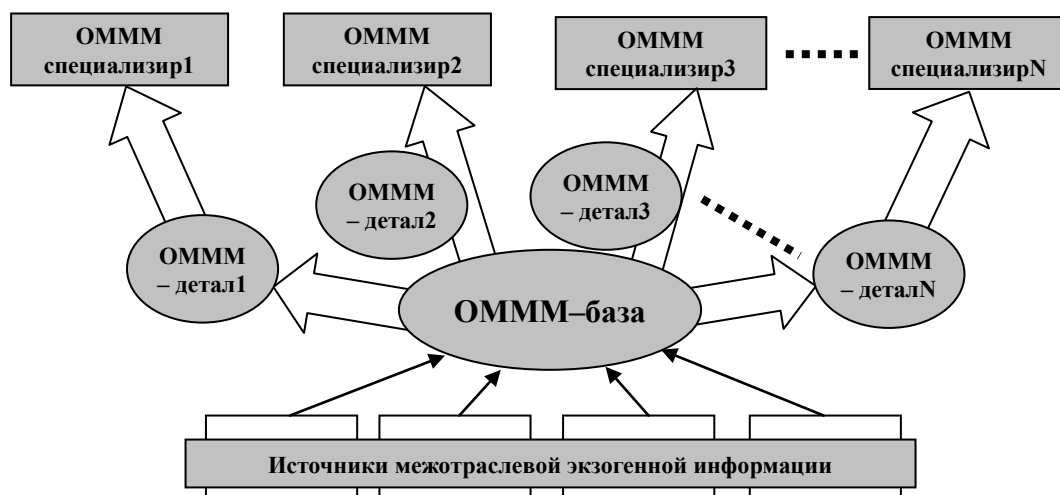 ОМММ
специализир1
ОМММ
специализир2
ОМММ
специализир3
ОМММ
специализирN
ОМММ
– детал1
ОМММ
– детал2
ОМММ
– детал3
ОМММ
– деталN
ОМММ–база
Источники межотраслевой экзогенной информации